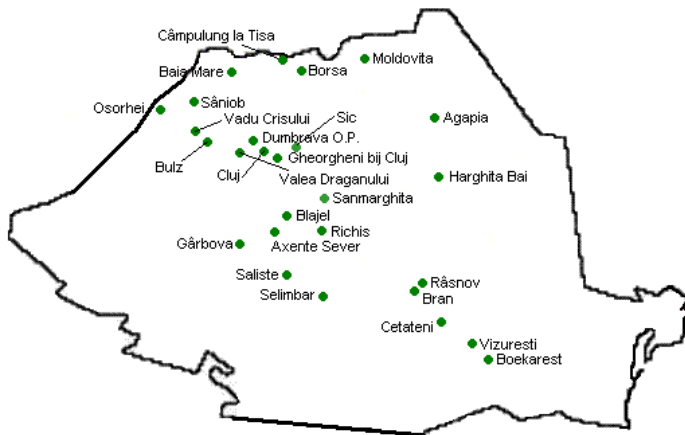 Câmpulung la Tisa
Moldovita
Baia Mare
Borsa
Osorhei
Sâniob
Vadu Crisului
Sic
Agapia
Dumbrava O.P.
Bulz
Cluj
Gheorgheni bij Cluj
Valea Draganului
Harghita Bai
Sanmarghita
Blajel
Richis
Gârbova
Axente Sever
Saliste
Selimbar
Râsnov
Bran
Cetateni
Vizuresti
Boekarest